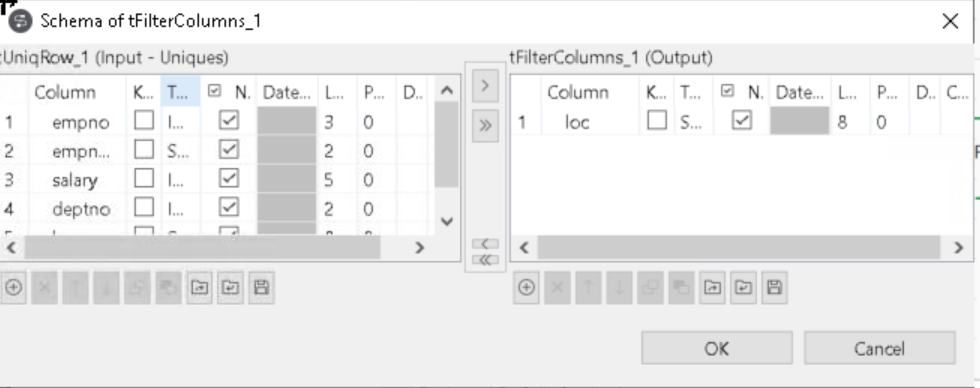 Schema of tFilterColumns_1
tUniqRow_1 (Input - Uniques)
tFilterColumns_1 (Output)
Column K... T... N. Date... L... P... D..
1 empno I... 3 0
2 empn... S... 2 0
3 salary I... 5 0
4 deptno I... 2 0
Column K... T... N. Date... L... P... D.. C...
1 loc S... 8 0
OK
Cancel